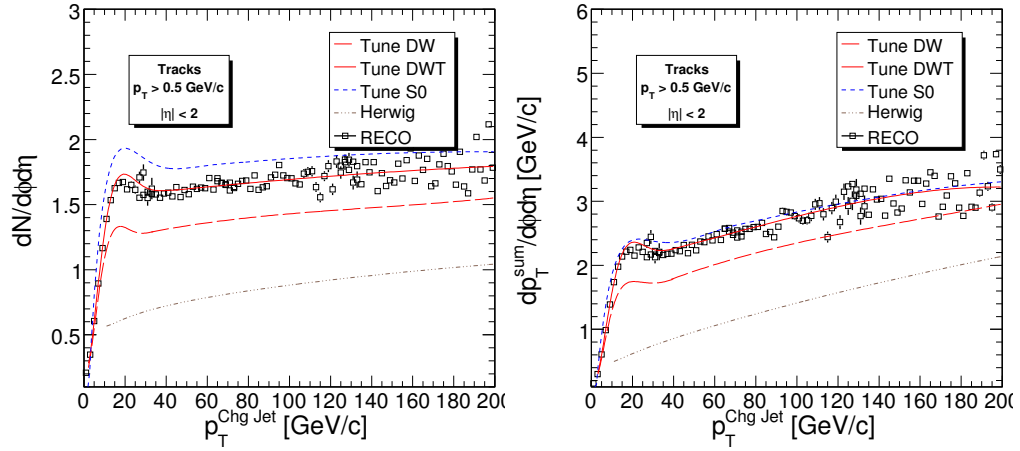 3
2.5
2
1.5
1
0.5
dN/dφdη
Tracks
p_T > 0.5 GeV/c
|η| < 2
Tune DW
Tune DWT
Tune S0
Herwig
RECO
0 20 40 60 80 100 120 140 160 180 200
p_T^Chg Jet [GeV/c]
6
5
4
3
2
1
dp_T^sum/dφdη [GeV/c]
Tracks
p_T > 0.5 GeV/c
|η| < 2
Tune DW
Tune DWT
Tune S0
Herwig
RECO
0 20 40 60 80 100 120 140 160 180 200
p_T^Chg Jet [GeV/c]